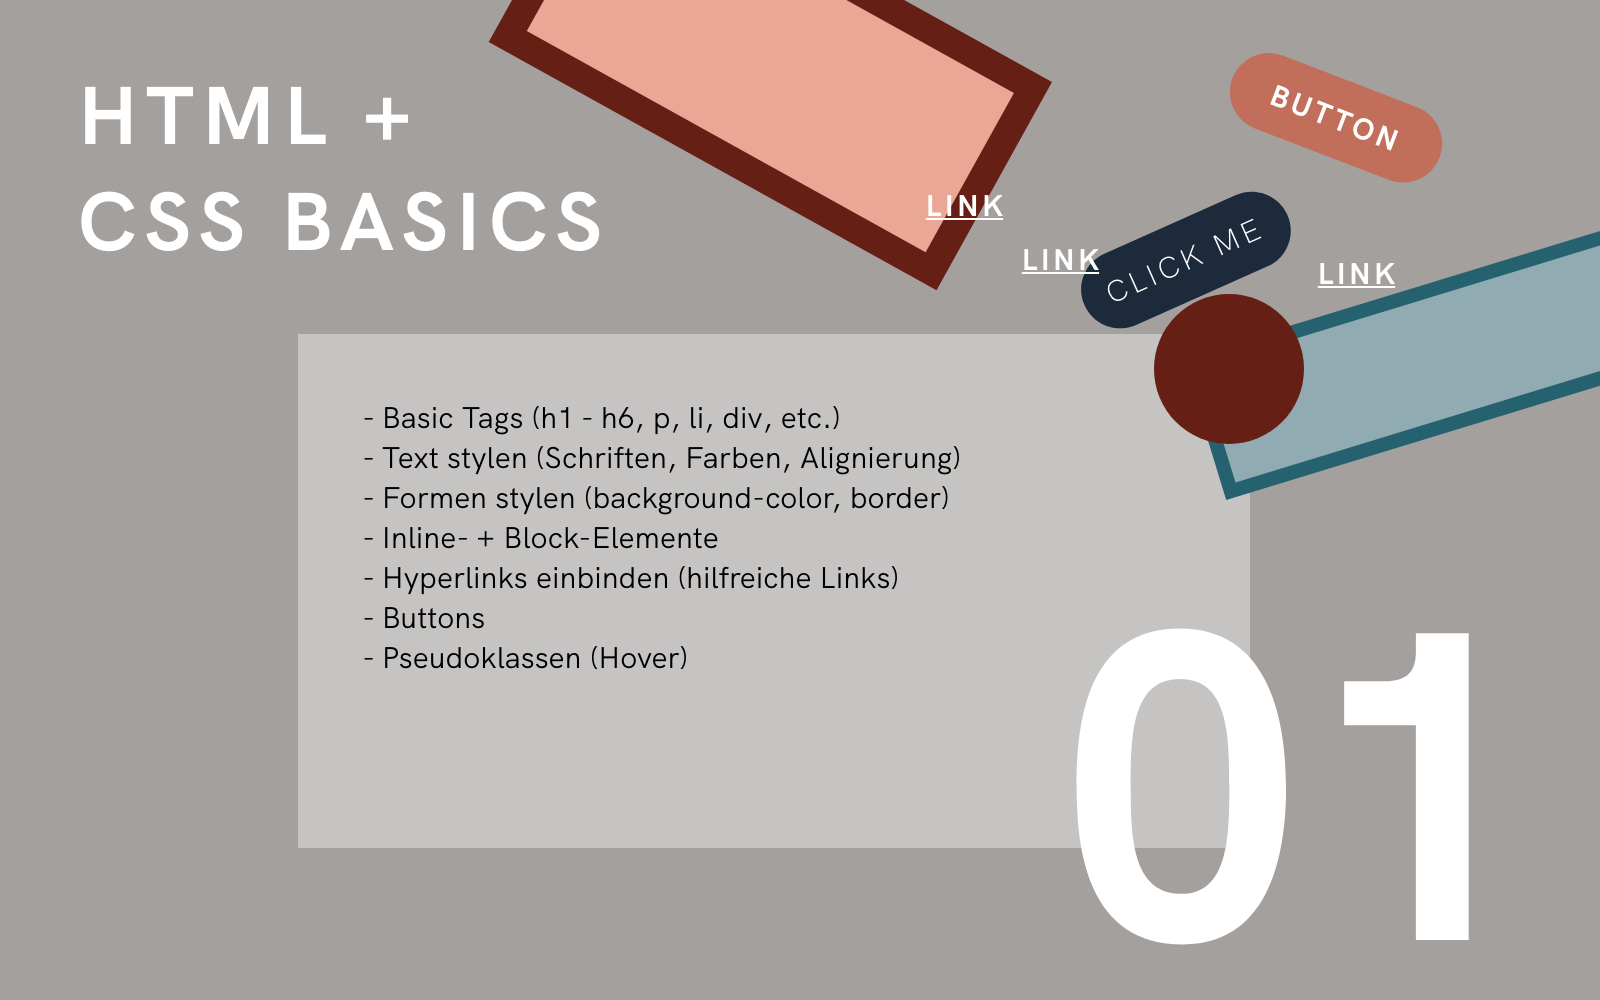 HTML +
CSS BASICS
BUTTON
LINK
CLICK ME
LINK
LINK
- Basic Tags (h1 - h6, p, li, div, etc.)
- Text stylen (Schriften, Farben, Alignierung)
- Formen stylen (background-color, border)
- Inline- + Block-Elemente
- Hyperlinks einbinden (hilfreiche Links)
- Buttons
- Pseudoklassen (Hover)
01